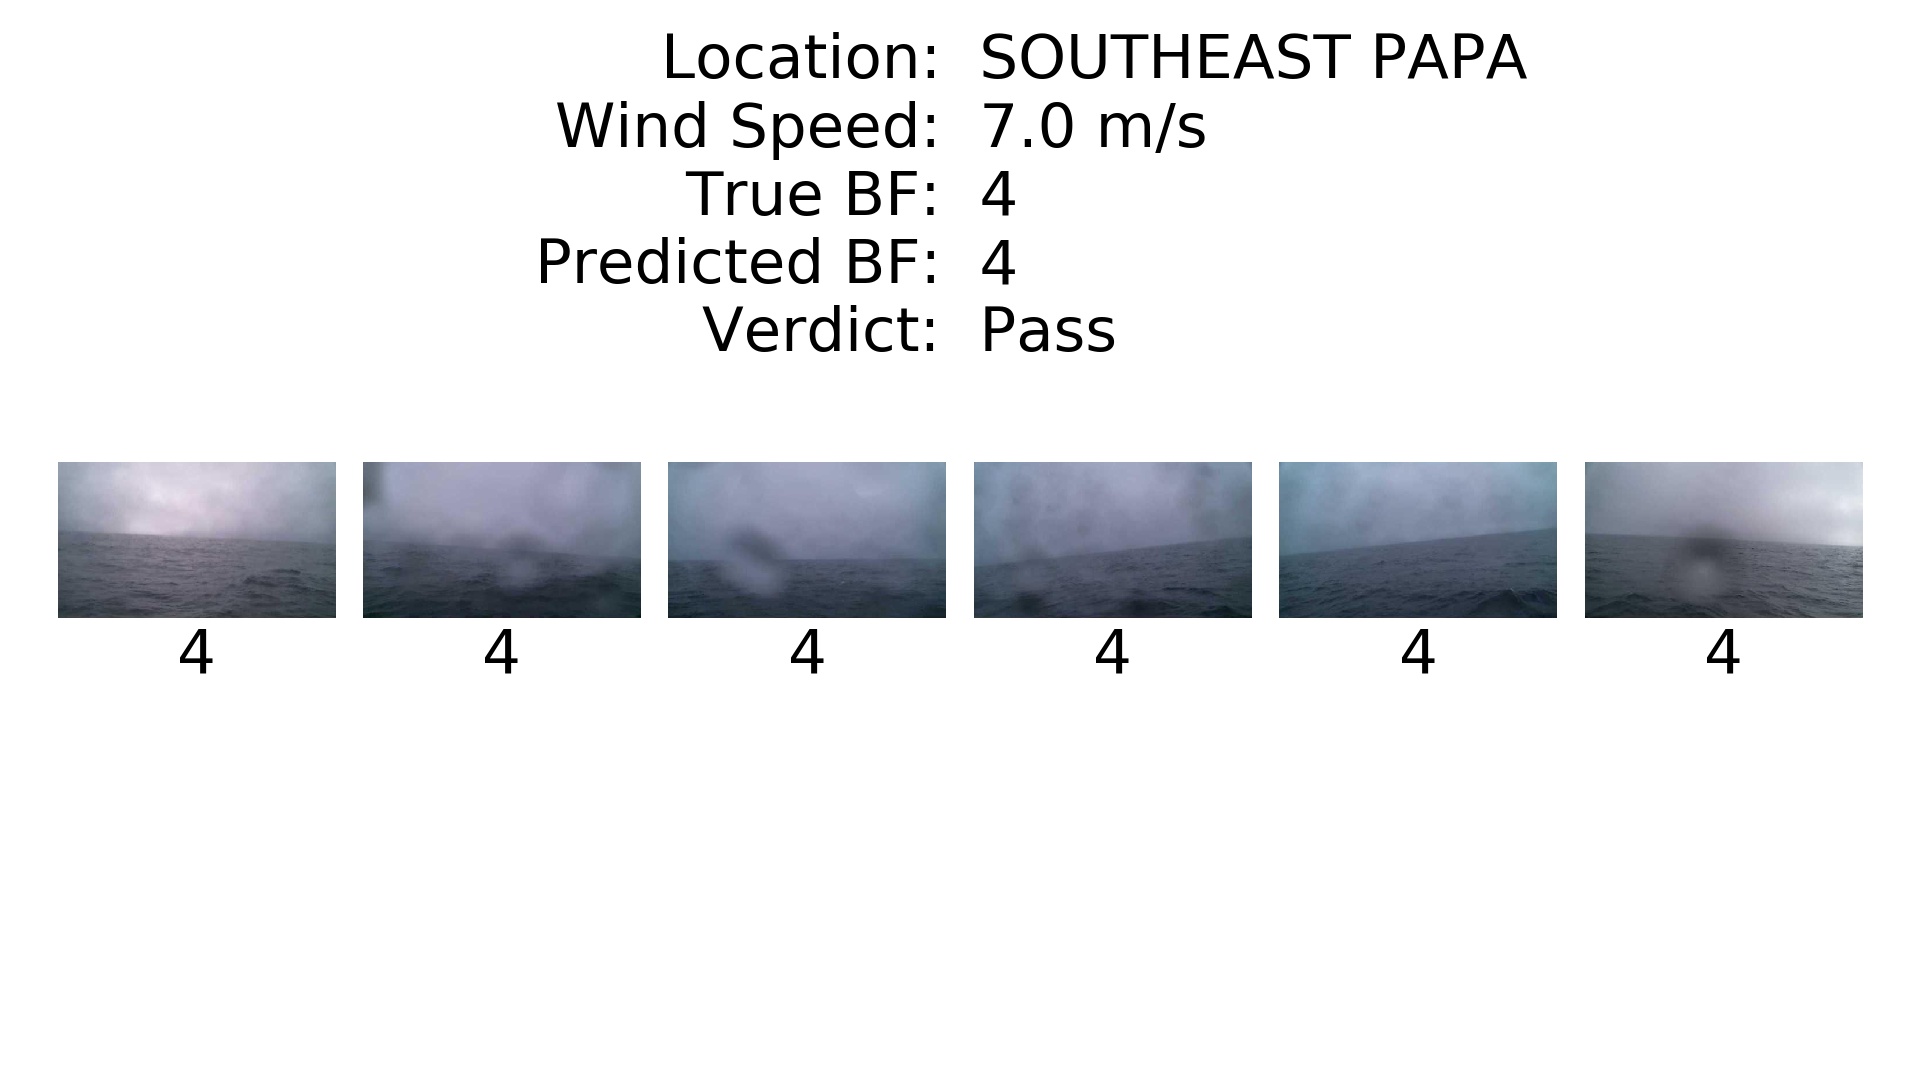 Location: SOUTHEAST PAPA
Wind Speed: 7.0 m/s
True BF: 4
Predicted BF: 4
Verdict: Pass
4 4 4 4 4 4